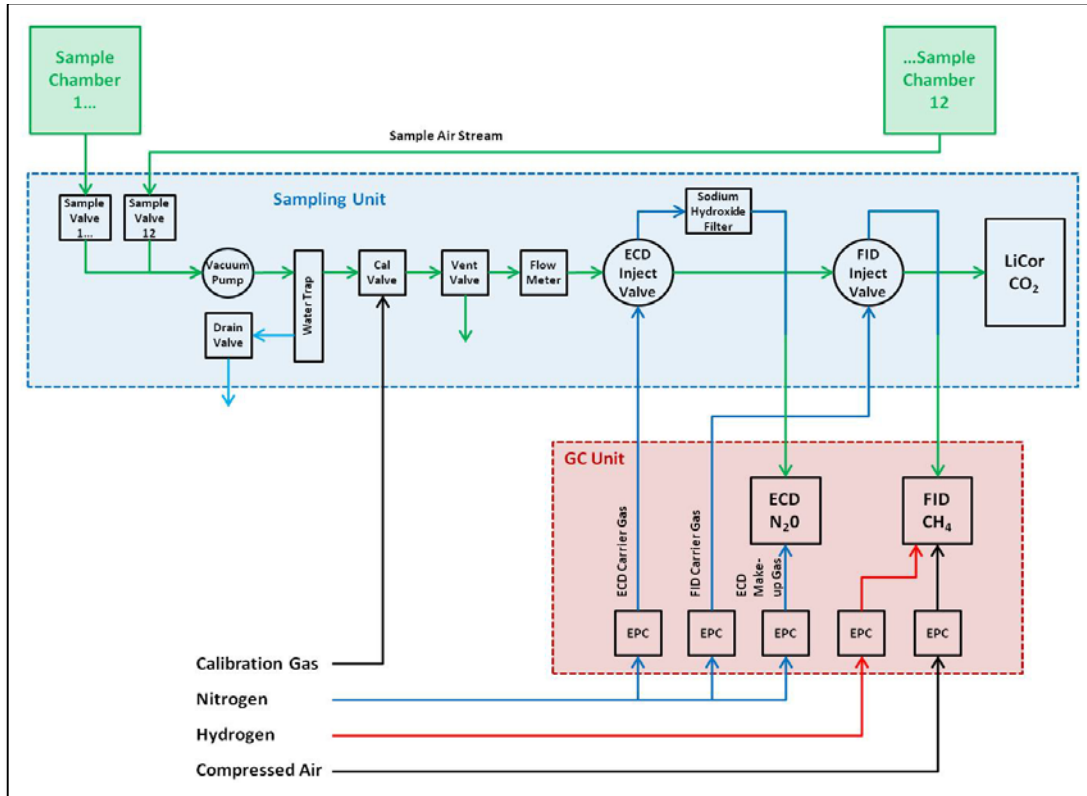 Sample
Chamber
1...
...Sample
Chamber
12
Sample Air Stream
Sampling Unit
Sample
Valve
1...
Sample
Valve
12
Vacuum
Pump
Water Trap
Drain
Valve
Cal
Valve
Vent
Valve
Flow
Meter
ECD
Inject
Valve
Sodium
Hydroxide
Filter
FID
Inject
Valve
LiCor
CO₂
GC Unit
ECD
N₂0
FID
CH₄
ECD Carrier Gas
FID Carrier Gas
ECD
Make-
up Gas
EPC
EPC
EPC
EPC
EPC
Calibration Gas
Nitrogen
Hydrogen
Compressed Air